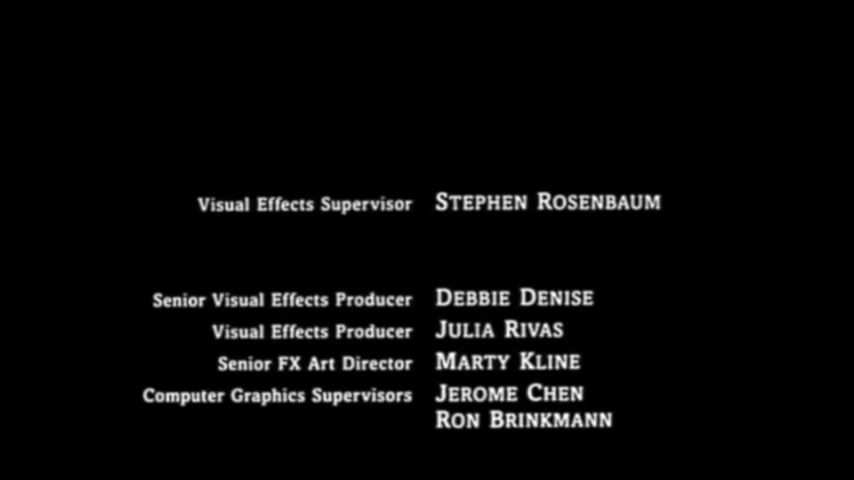 Visual Effects Supervisor STEPHEN ROSENBAUM
Senior Visual Effects Producer DEBBIE DENISE
Visual Effects Producer JULIA RIVAS
Senior FX Art Director MARTY KLINE
Computer Graphics Supervisors JEROME CHEN
RON BRINKMANN